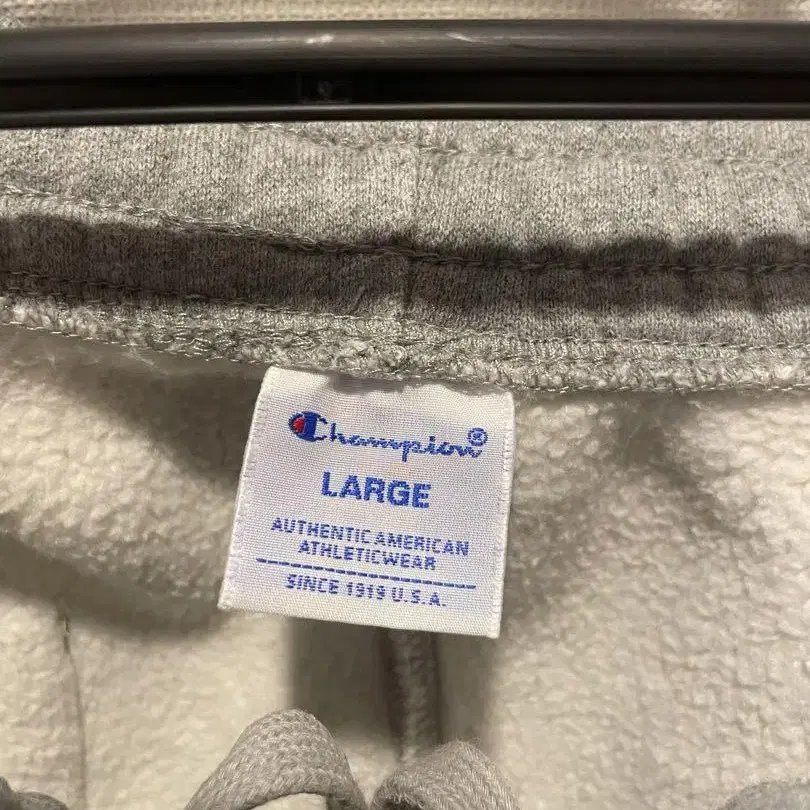 Champion®
LARGE
AUTHENTIC AMERICAN
ATHLETICWEAR
SINCE 1919 U.S.A.